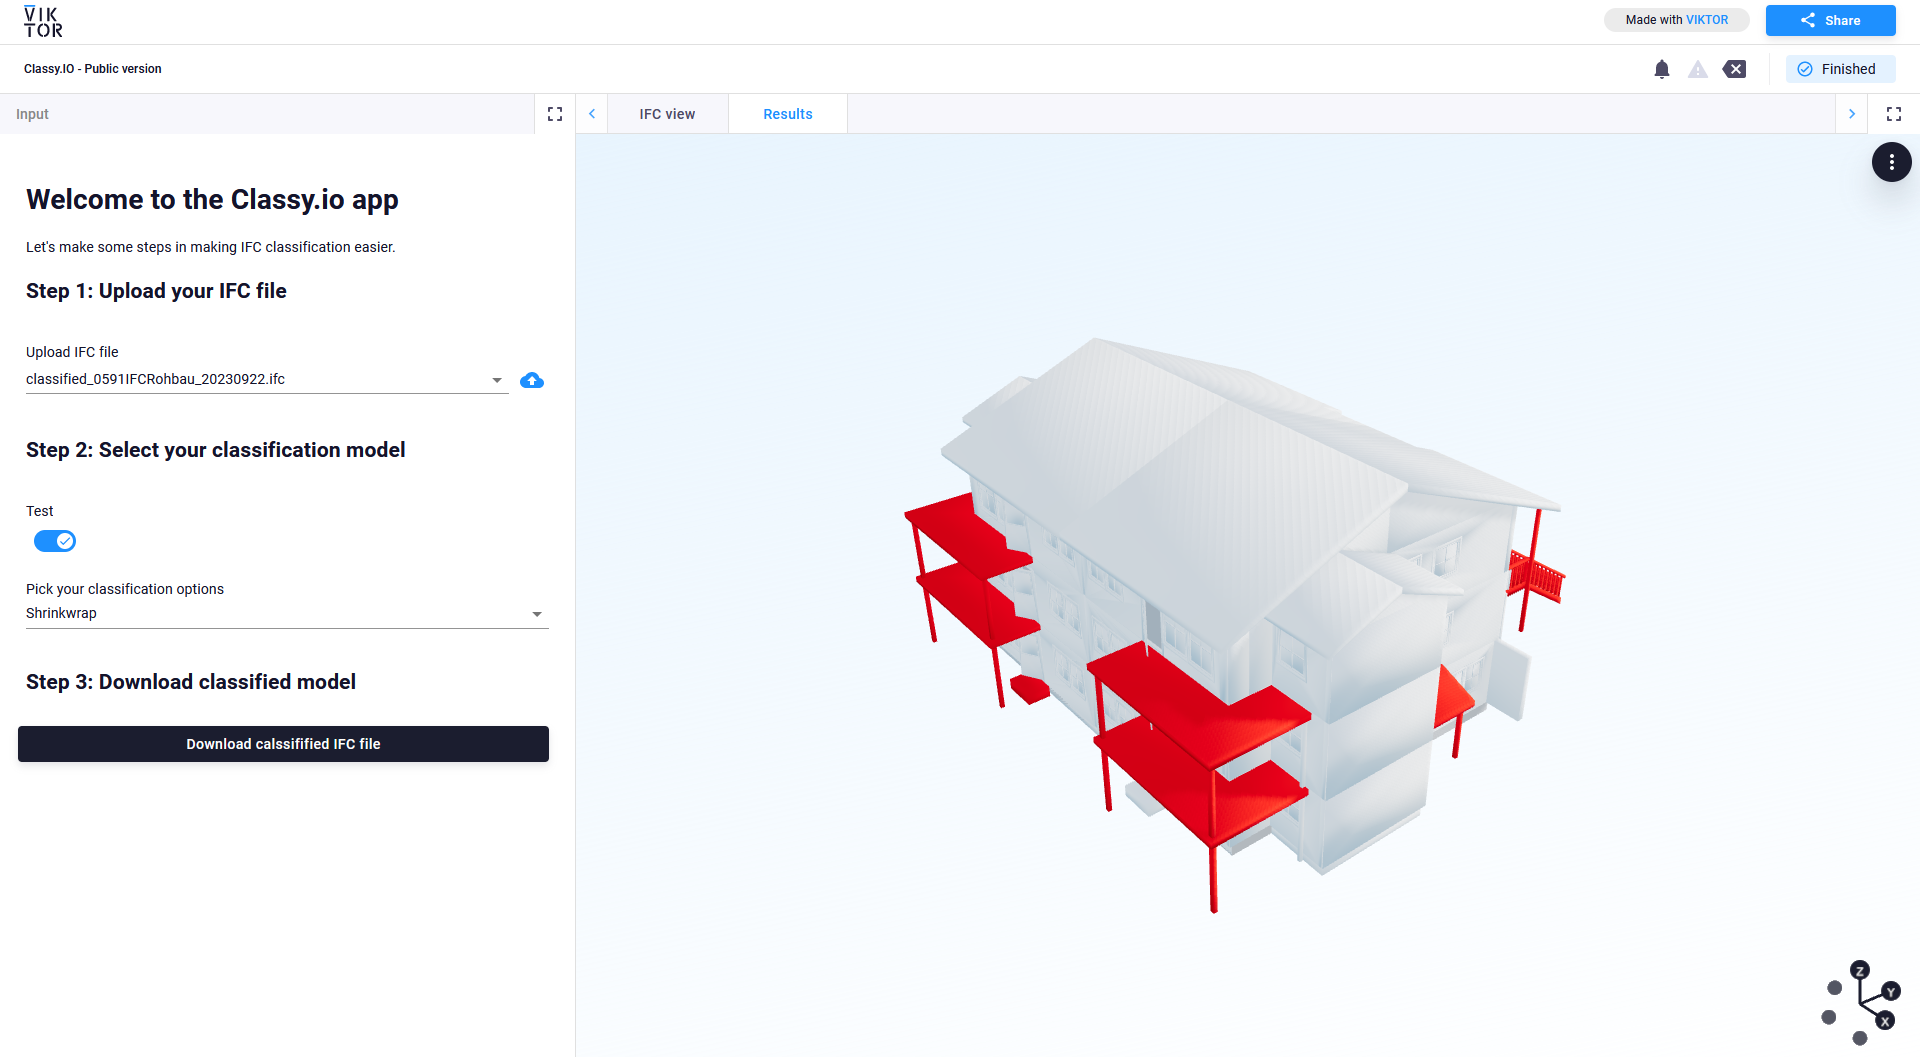 VIK
TOR
Made with VIKTOR
Share
Classy.IO - Public version
Finished
Input
IFC view
Results
Welcome to the Classy.io app
Let's make some steps in making IFC classification easier.
Step 1: Upload your IFC file
Upload IFC file
classified_0591IFCRohbau_20230922.ifc
Step 2: Select your classification model
Test
Pick your classification options
Shrinkwrap
Step 3: Download classified model
Download calssifified IFC file
Z
Y
X